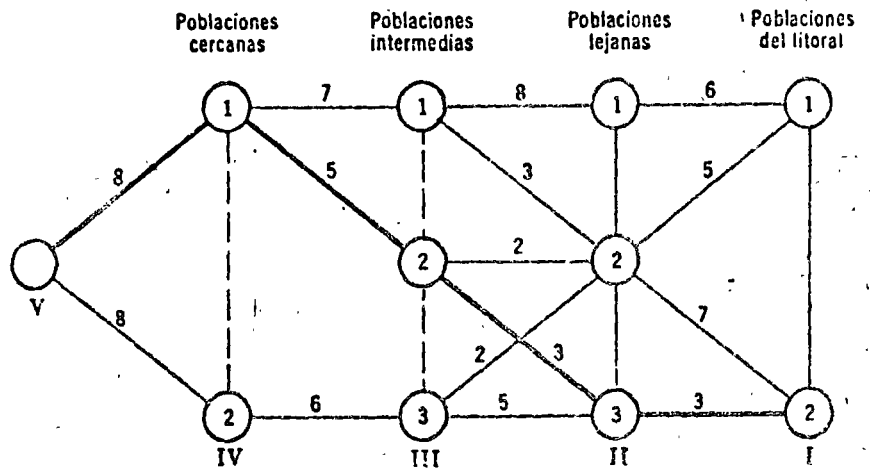 Poblaciones
cercanas
Poblaciones
intermedias
Poblaciones
lejanas
Poblaciones
del litoral
1 7 1 8 1 6 1
8 5 3 5
2 2 2
V
8 2 3 7
2 6 3 5 3 3 2
IV III II I